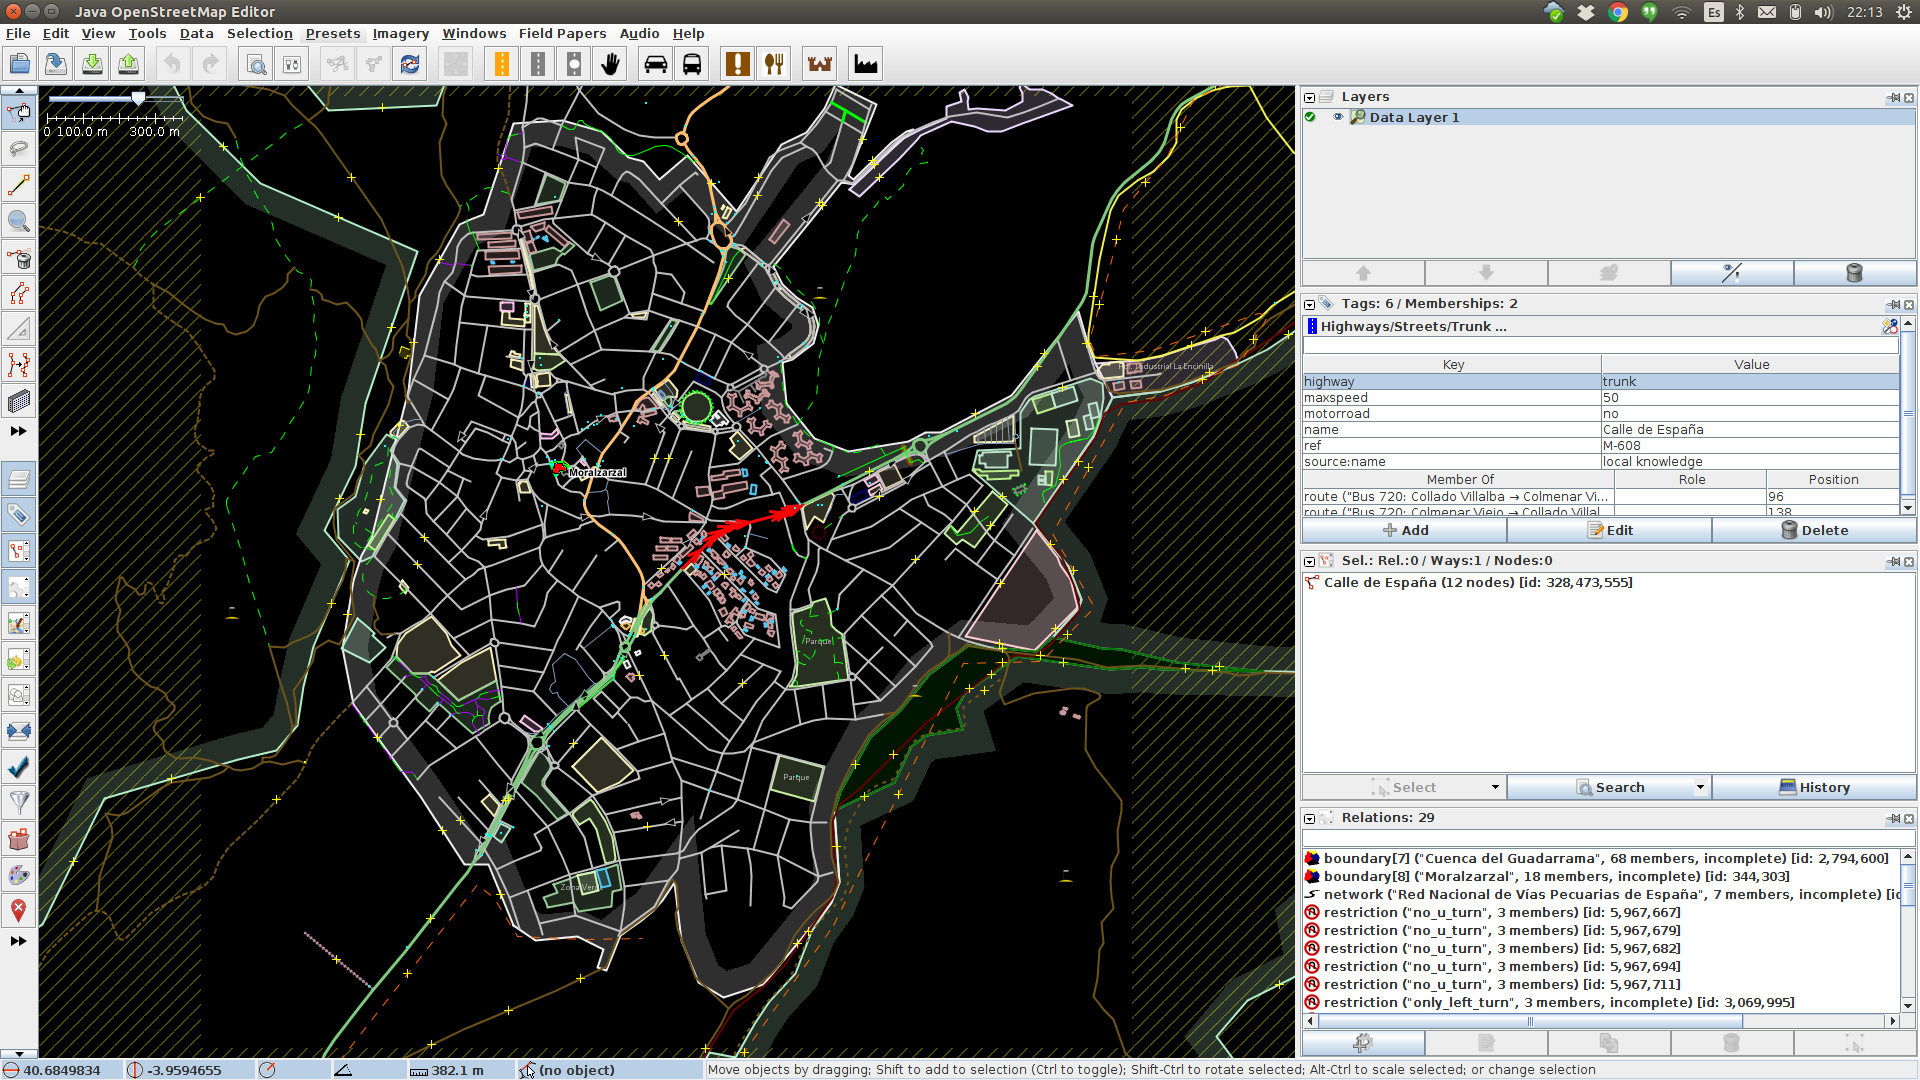 Java OpenStreetMap Editor
Es
22:13
File Edit View Tools Data Selection Presets Imagery Windows Field Papers Audio Help
0 100.0 m 300.0 m
Moralzarzal
Pol. Industrial La Encinilla
Parque
Parque
Layers
Data Layer 1
Tags: 6 / Memberships: 2
Highways/Streets/Trunk ...
Key Value
highway trunk
maxspeed 50
motorroad no
name Calle de España
ref M-608
source:name local knowledge
Member Of Role Position
route ("Bus 720: Collado Villalba → Colmenar Vi... 96
route ("Bus 720: Colmenar Viejo → Collado Villal... 138
Add Edit Delete
Sel.: Rel.:0 / Ways:1 / Nodes:0
Calle de España (12 nodes) [id: 328,473,555]
Select Search History
Relations: 29
boundary[7] ("Cuenca del Guadarrama", 68 members, incomplete) [id: 2,794,600]
boundary[8] ("Moralzarzal", 18 members, incomplete) [id: 344,303]
network ("Red Nacional de Vías Pecuarias de España", 7 members, incomplete) [id
restriction ("no_u_turn", 3 members) [id: 5,967,667]
restriction ("no_u_turn", 3 members) [id: 5,967,679]
restriction ("no_u_turn", 3 members) [id: 5,967,682]
restriction ("no_u_turn", 3 members) [id: 5,967,694]
restriction ("no_u_turn", 3 members) [id: 5,967,711]
restriction ("only_left_turn", 3 members, incomplete) [id: 3,069,995]
40.6849834 -3.9594655 382.1 m (no object) Move objects by dragging; Shift to add to selection (Ctrl to toggle); Shift-Ctrl to rotate selected; Alt-Ctrl to scale selected; or change selection